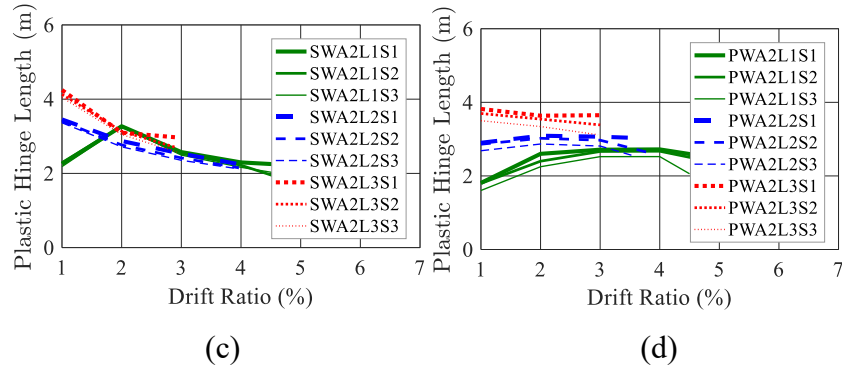 Plastic Hinge Length (m)
6
4
2
0
SWA2L1S1
SWA2L1S2
SWA2L1S3
SWA2L2S1
SWA2L2S2
SWA2L2S3
SWA2L3S1
SWA2L3S2
SWA2L3S3
1 2 3 4 5 6 7
Drift Ratio (%)
(c)
Plastic Hinge Length (m)
6
4
2
0
PWA2L1S1
PWA2L1S2
PWA2L1S3
PWA2L2S1
PWA2L2S2
PWA2L2S3
PWA2L3S1
PWA2L3S2
PWA2L3S3
1 2 3 4 5 6 7
Drift Ratio (%)
(d)